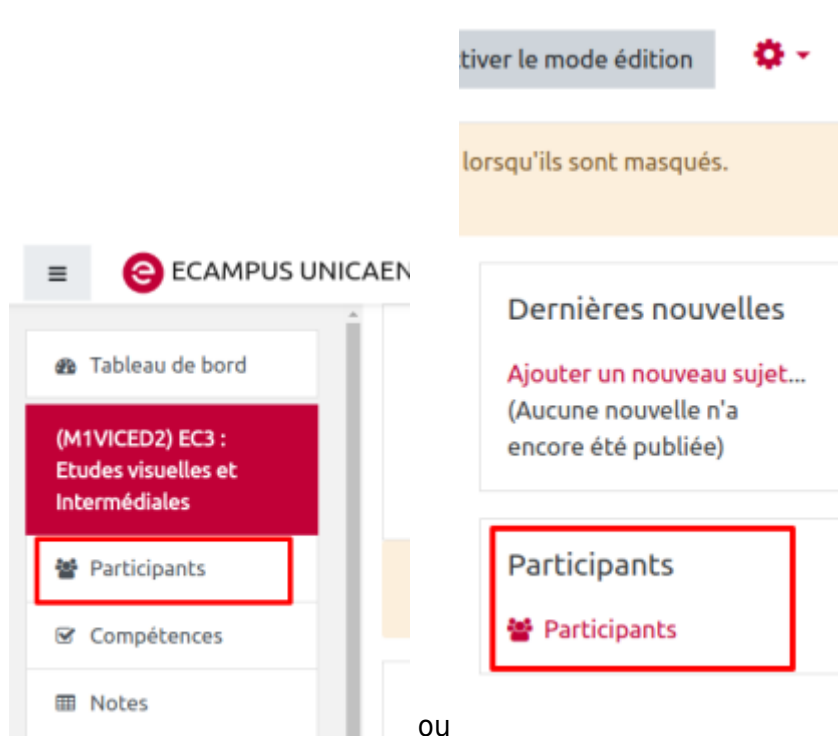 ECAMPUS UNICAEN
Tableau de bord
(M1VICED2) EC3 :
Etudes visuelles et
Intermédiales
Participants
Compétences
Notes
ou
tiver le mode édition
lorsqu'ils sont masqués.
Dernières nouvelles
Ajouter un nouveau sujet...
(Aucune nouvelle n'a
encore été publiée)
Participants
Participants